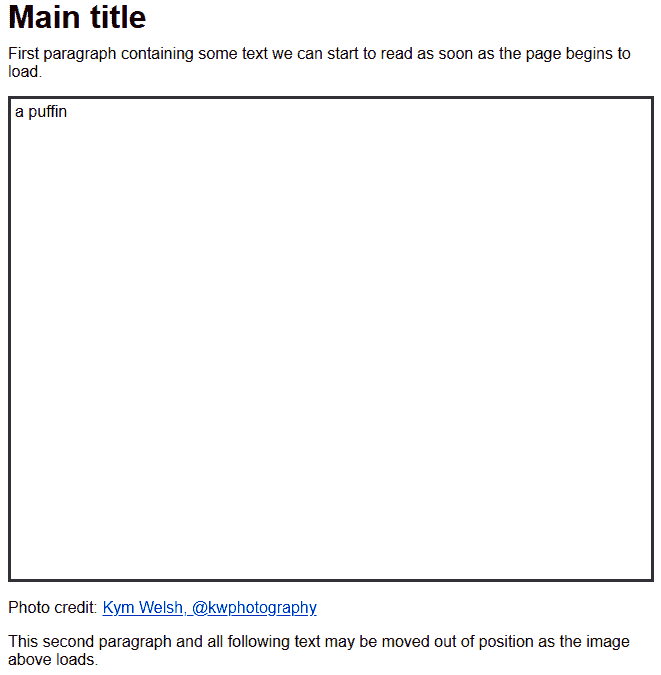 Main title
First paragraph containing some text we can start to read as soon as the page begins to
load.
a puffin
Photo credit: Kym Welsh, @kwphotography
This second paragraph and all following text may be moved out of position as the image
above loads.